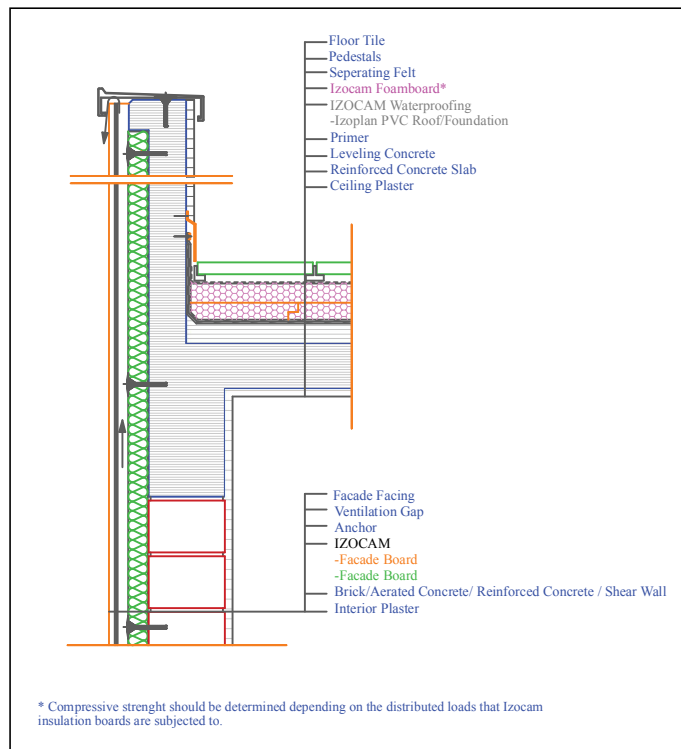 Floor Tile
Pedestals
Seperating Felt
Izocam Foamboard*
IZOCAM Waterproofing
-Izoplan PVC Roof/Foundation
Primer
Leveling Concrete
Reinforced Concrete Slab
Ceiling Plaster
Facade Facing
Ventilation Gap
Anchor
IZOCAM
-Facade Board
-Facade Board
Brick/Aerated Concrete/ Reinforced Concrete / Shear Wall
Interior Plaster
* Compressive strenght should be determined depending on the distributed loads that Izocam
insulation boards are subjected to.